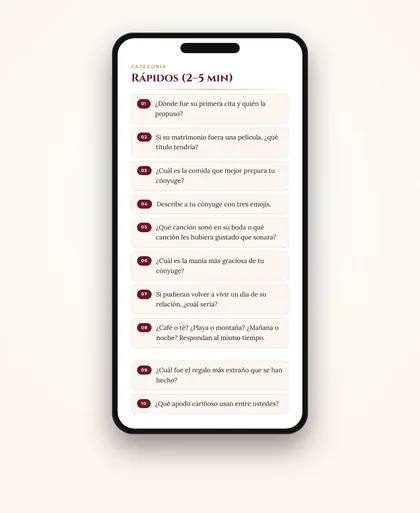 CATEGORÍA
RÁPIDOS (2–5 MIN)
01 ¿Dónde fue su primera cita y quién la
propuso?
02 Si su matrimonio fuera una película, ¿qué
título tendría?
03 ¿Cuál es la comida que mejor prepara tu
cónyuge?
04 Describe a tu cónyuge con tres emojis.
05 ¿Qué canción sonó en su boda o qué
canción les hubiera gustado que sonara?
06 ¿Cuál es la manía más graciosa de tu
cónyuge?
07 Si pudieran volver a vivir un día de su
relación, ¿cuál sería?
08 ¿Café o té? ¿Playa o montaña? ¿Mañana o
noche? Respondan al mismo tiempo.
09 ¿Cuál fue el regalo más extraño que se han
hecho?
10 ¿Qué apodo cariñoso usan entre ustedes?